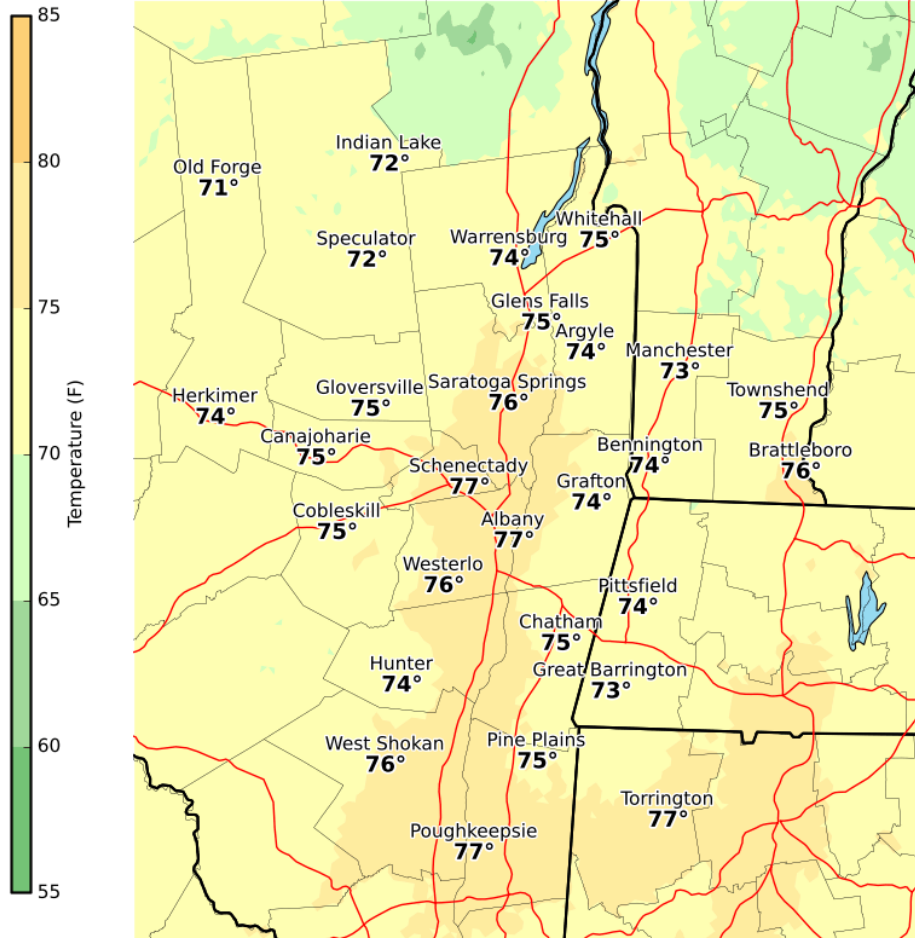 85
80
75
70
65
60
55
Temperature (F)
Indian Lake
72°
Old Forge
71°
Whitehall
75°
Speculator
72°
Warrensburg
74°
Glens Falls
75°
Argyle
74°
Manchester
73°
Saratoga Springs
76°
Gloversville
75°
Townshend
75°
Herkimer
74°
Canajoharie
75°
Bennington
74°
Brattleboro
76°
Schenectady
77°
Grafton
74°
Cobleskill
75°
Albany
77°
Westerlo
76°
Pittsfield
74°
Chatham
75°
Hunter
74°
Great Barrington
73°
West Shokan
76°
Pine Plains
75°
Torrington
77°
Poughkeepsie
77°